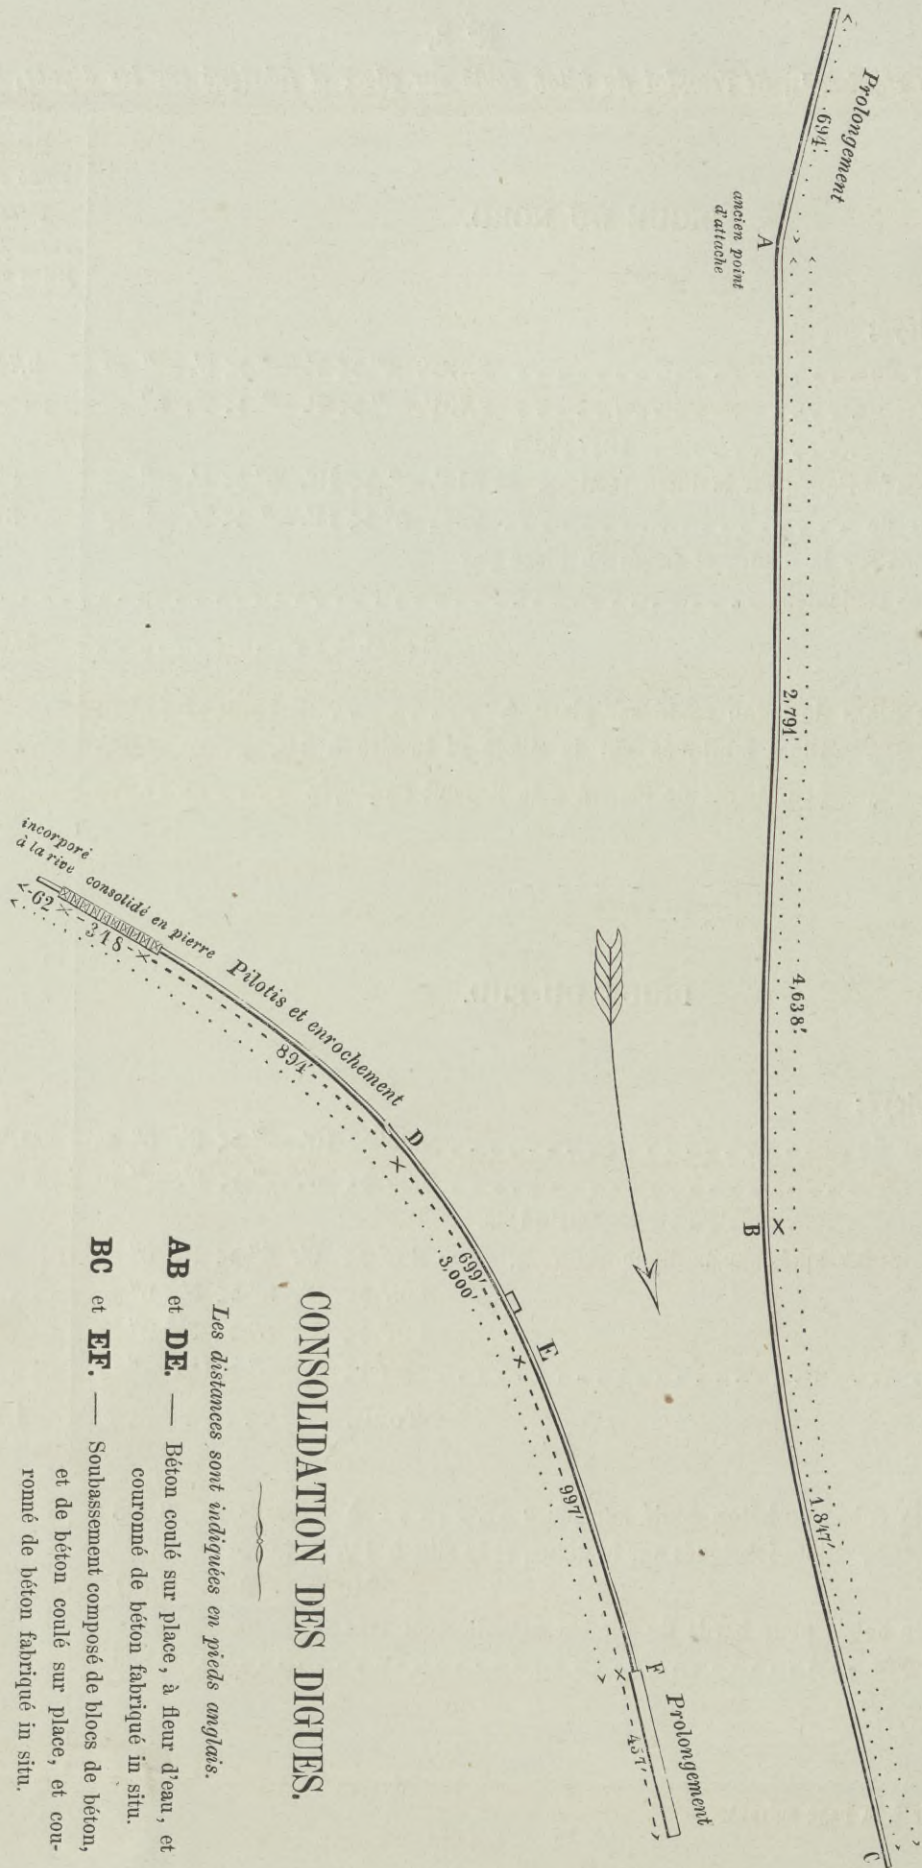 Prolongement
694'.
ancien point
d'attache
A
2,791'.
4,638'.
B
1,847'.
C
incorporé
à la rive
consolidé en pierre
Pilotis et enrochement
62
348
894'
D
699'
3,000'
E
997'
F
Prolongement
457'
CONSOLIDATION DES DIGUES.
Les distances sont indiquées en pieds anglais.
AB et DE. — Béton coulé sur place, à fleur d'eau, et
couronné de béton fabriqué in situ.
BC et EF. — Soubassement composé de blocs de béton,
et de béton coulé sur place, et cou-
ronné de béton fabriqué in situ.